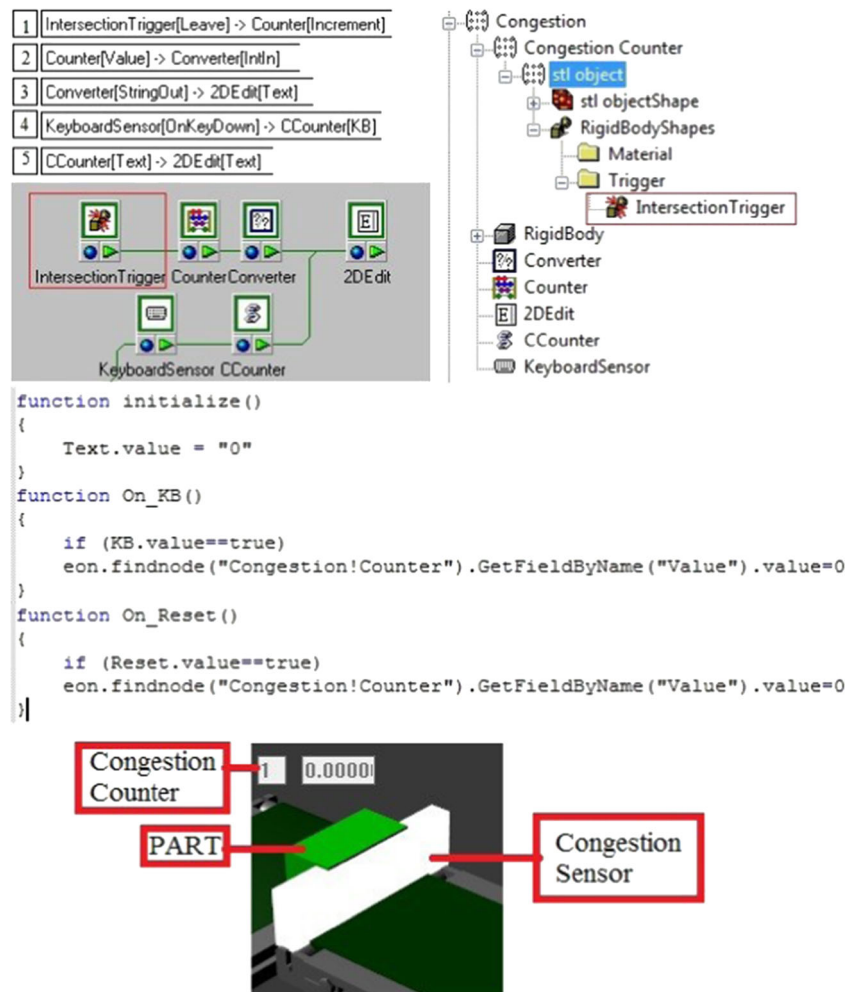 1 IntersectionTrigger[Leave] -> Counter[Increment]
2 Counter[Value] -> Converter[IntIn]
3 Converter[StringOut] -> 2DEdit[Text]
4 KeyboardSensor[OnKeyDown] -> CCounter[KB]
5 CCounter[Text] -> 2DEdit[Text]
IntersectionTrigger Counter Converter 2DEdit
KeyboardSensor CCounter
Congestion
Congestion Counter
stl object
stl objectShape
RigidBodyShapes
Material
Trigger
IntersectionTrigger
RigidBody
Converter
Counter
2DEdit
CCounter
KeyboardSensor
function initialize()
{
Text.value = "0"
}
function On_KB()
{
if (KB.value==true)
eon.findnode("Congestion!Counter").GetFieldByName("Value").value=0
}
function On_Reset()
{
if (Reset.value==true)
eon.findnode("Congestion!Counter").GetFieldByName("Value").value=0
}
Congestion
Counter
1 0.0000
PART
Congestion
Sensor